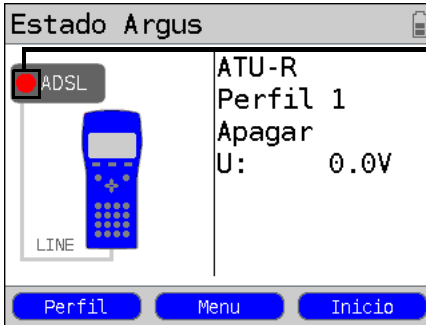 Estado Argus
ADSL
ATU-R
Perfil 1
Apagar
U: 0.0V
LINE
Perfil
Menu
Inicio